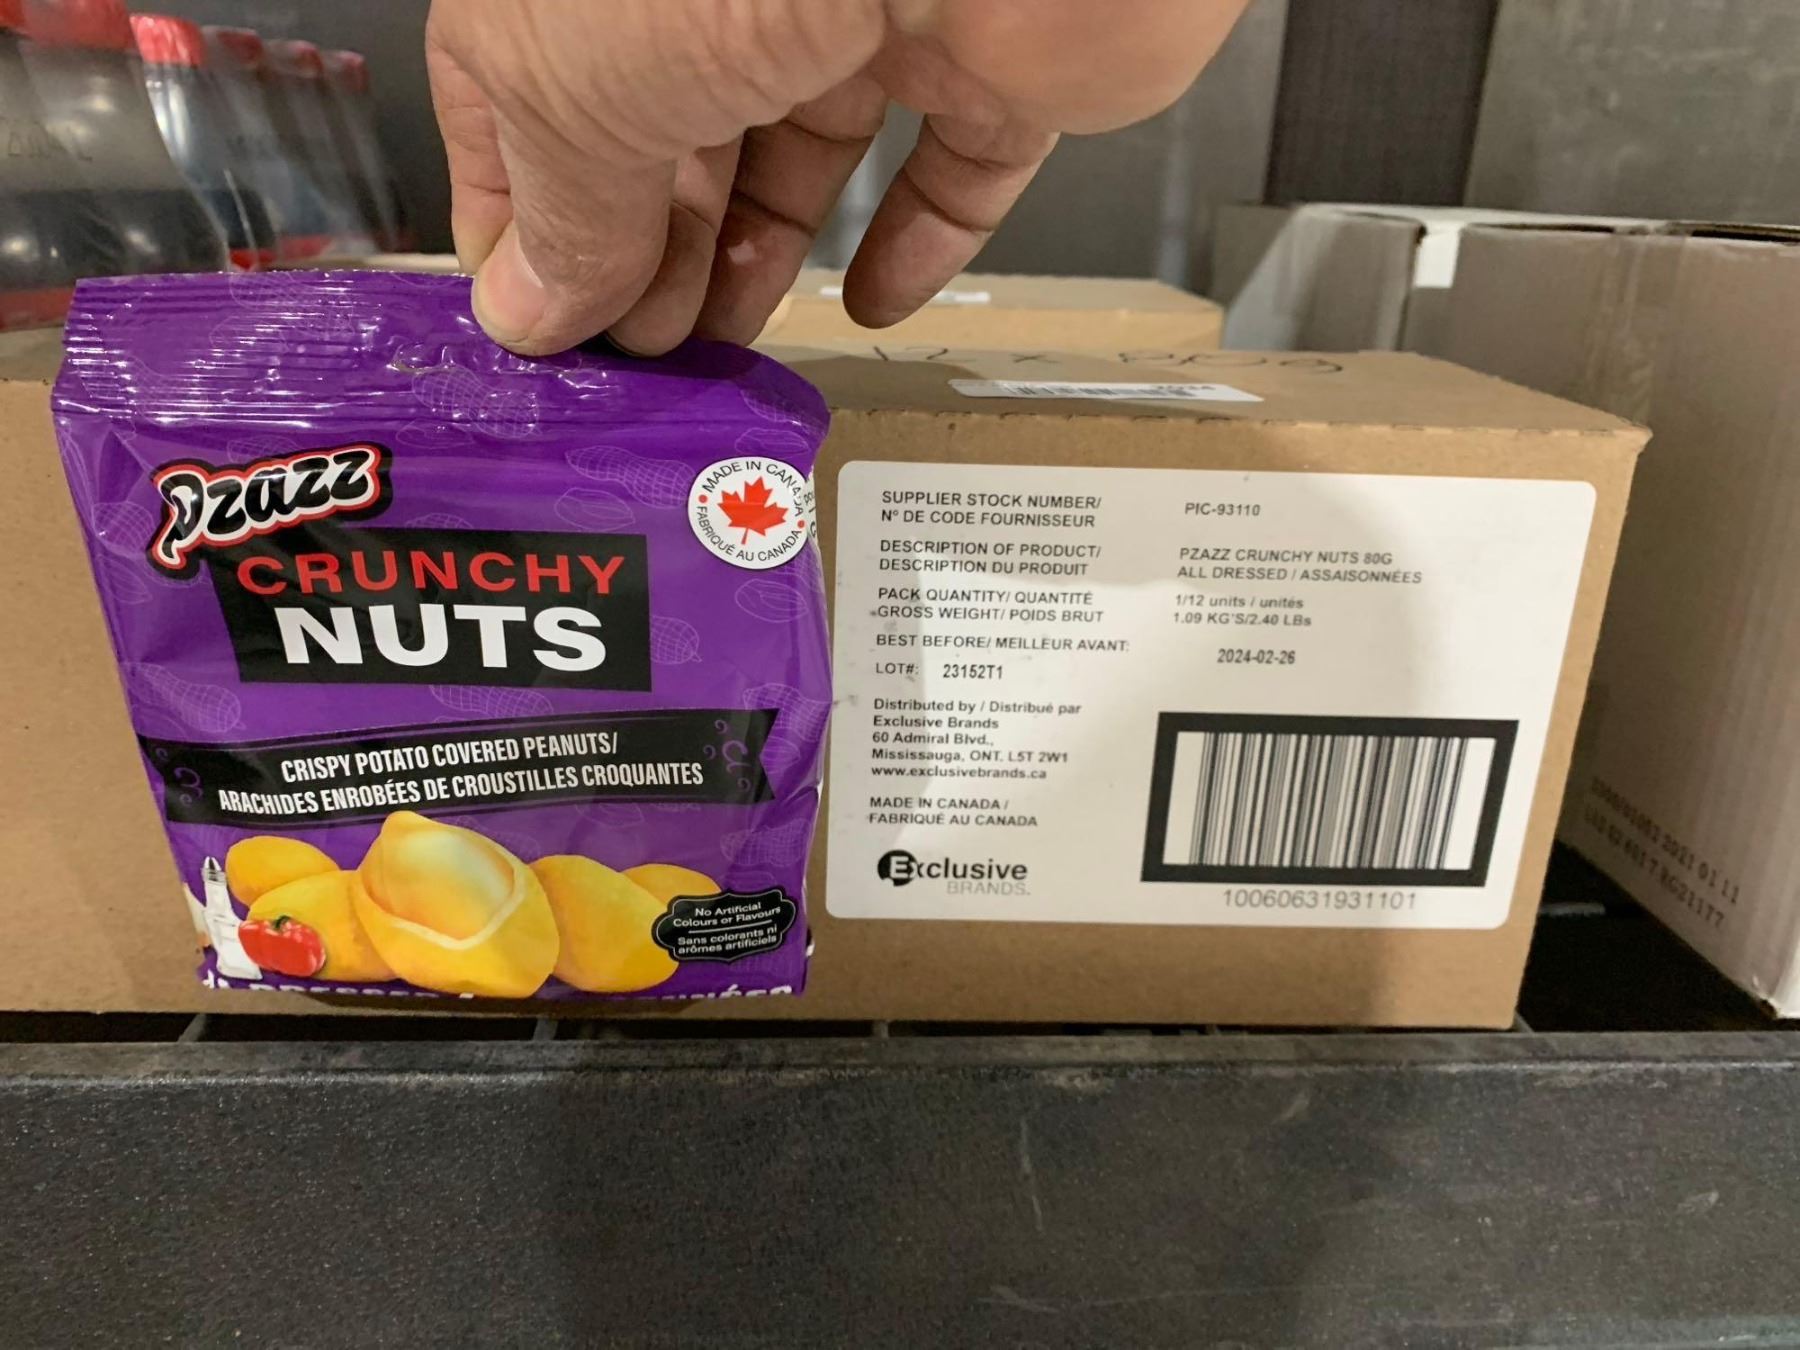 Pzazz
CRUNCHY
NUTS
MADE IN CANADA
FABRIQUÉ AU CANADA
CRISPY POTATO COVERED PEANUTS/
ARACHIDES ENROBÉES DE CROUSTILLES CROQUANTES
No Artificial
Colours or Flavours
Sans colorants ni
arômes artificiels
12 x
SUPPLIER STOCK NUMBER/ PIC-93110
N° DE CODE FOURNISSEUR
DESCRIPTION OF PRODUCT/ PZAZZ CRUNCHY NUTS 80G
DESCRIPTION DU PRODUIT ALL DRESSED / ASSAISONNÉES
PACK QUANTITY/ QUANTITÉ 1/12 units / unités
GROSS WEIGHT/ POIDS BRUT 1.09 KG'S/2.40 LBs
BEST BEFORE/ MEILLEUR AVANT: 2024-02-26
LOT#: 23152T1
Distributed by / Distribué par
Exclusive Brands
60 Admiral Blvd.,
Mississauga, ONT. L5T 2W1
www.exclusivebrands.ca
MADE IN CANADA /
FABRIQUÉ AU CANADA
Exclusive
BRANDS.
10060631931101